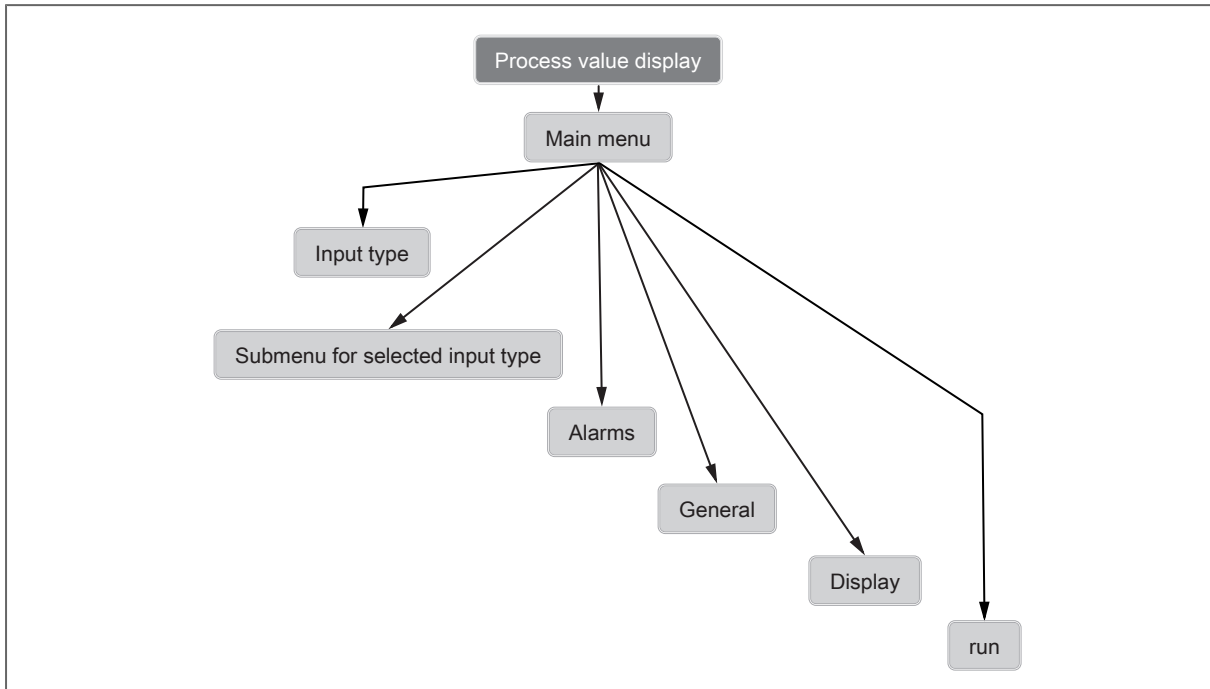 Process value display
Main menu
Input type
Submenu for selected input type
Alarms
General
Display
run